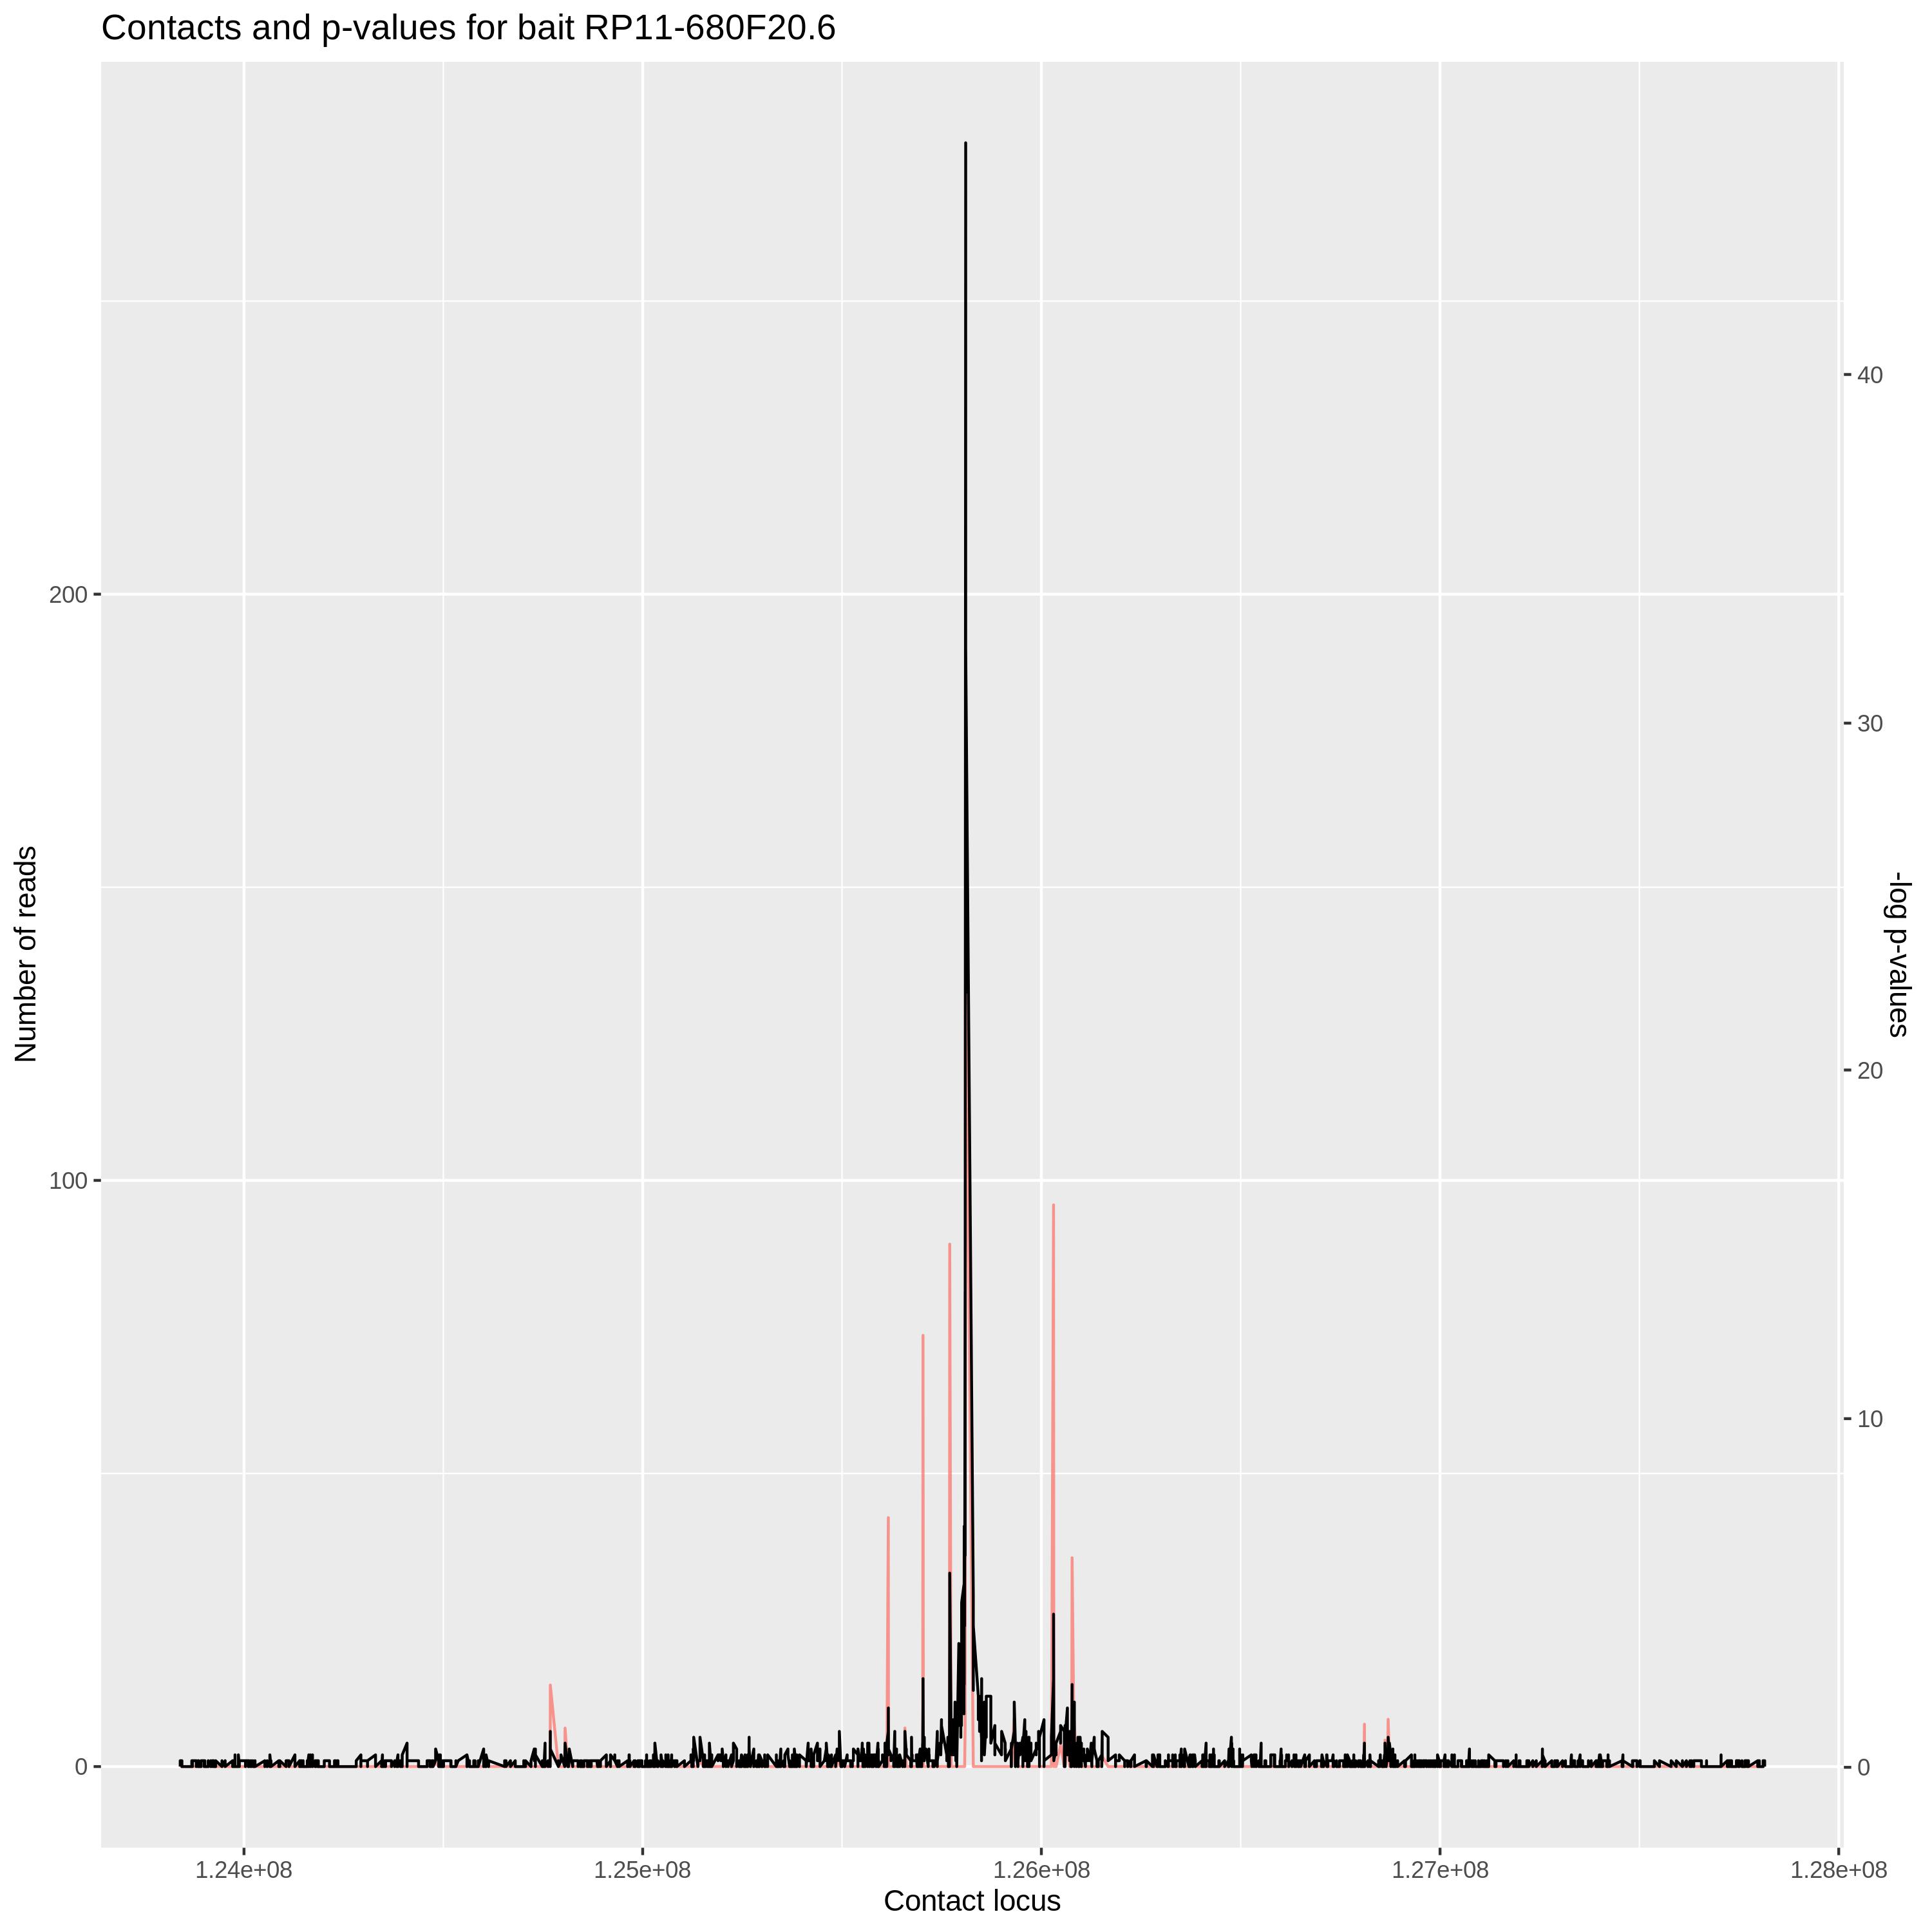 Contacts and p-values for bait RP11-680F20.6
Number of reads
200
100
0
40
30
20
10
0
-log p-values
1.24e+08 1.25e+08 1.26e+08 1.27e+08 1.28e+08
Contact locus